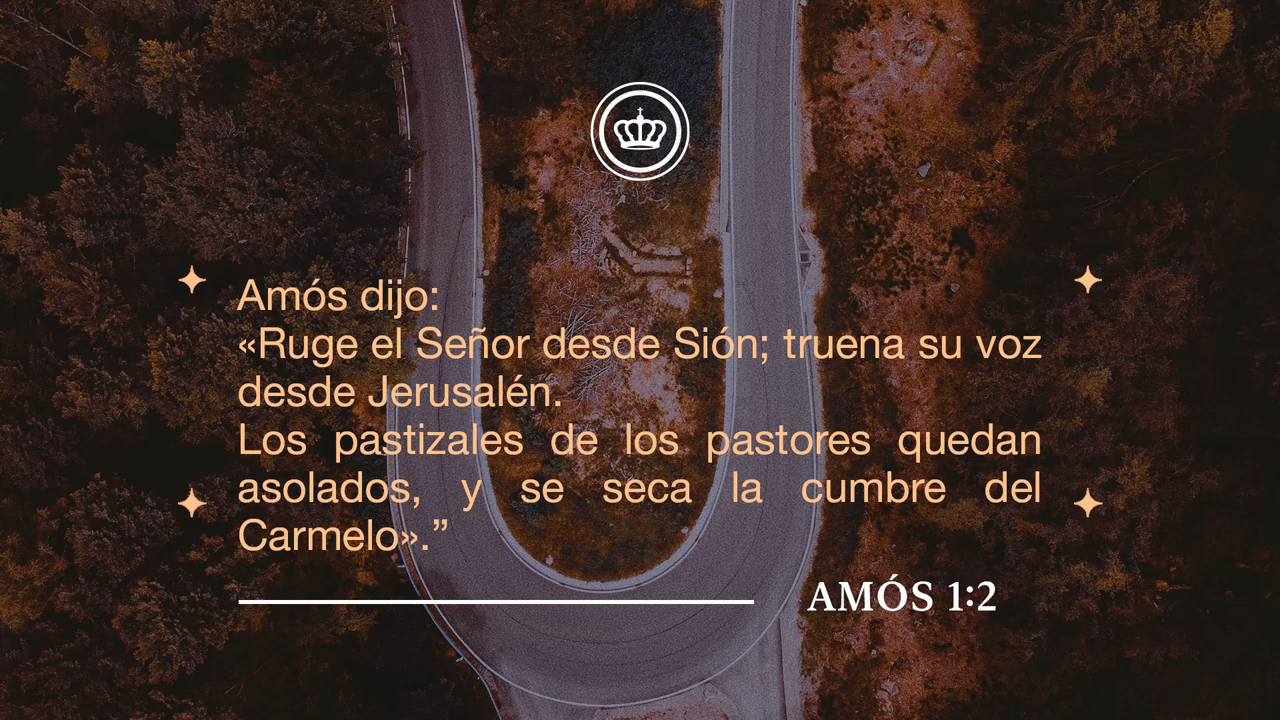 Amós dijo:
«Ruge el Señor desde Sión; truena su voz
desde Jerusalén.
Los pastizales de los pastores quedan
asolados, y se seca la cumbre del
Carmelo».”
AMÓS 1:2